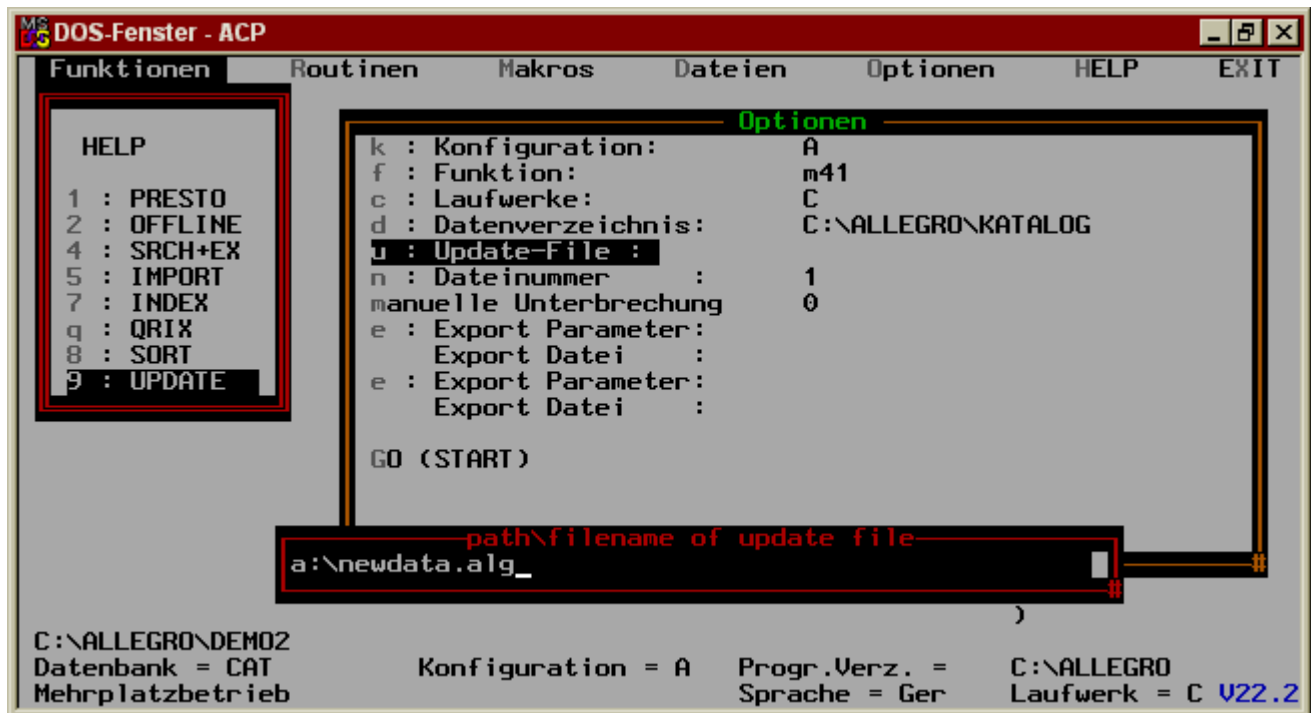 MS DOS DOS-Fenster - ACP
Funktionen Routinen Makros Dateien Optionen HELP EXIT
HELP
1 : PRESTO
2 : OFFLINE
4 : SRCH+EX
5 : IMPORT
7 : INDEX
q : QRIX
8 : SORT
9 : UPDATE
Optionen
k : Konfiguration: A
f : Funktion: m41
c : Laufwerke: C
d : Datenverzeichnis: C:\ALLEGRO\KATALOG
u : Update-File :
n : Dateinummer : 1
manuelle Unterbrechung 0
e : Export Parameter:
Export Datei :
e : Export Parameter:
Export Datei :
GO (START)
path\filename of update file
a:\newdata.alg_
)
C:\ALLEGRO\DEMO2
Datenbank = CAT Konfiguration = A Progr.Verz. = C:\ALLEGRO
Mehrplatzbetrieb Sprache = Ger Laufwerk = C V22.2